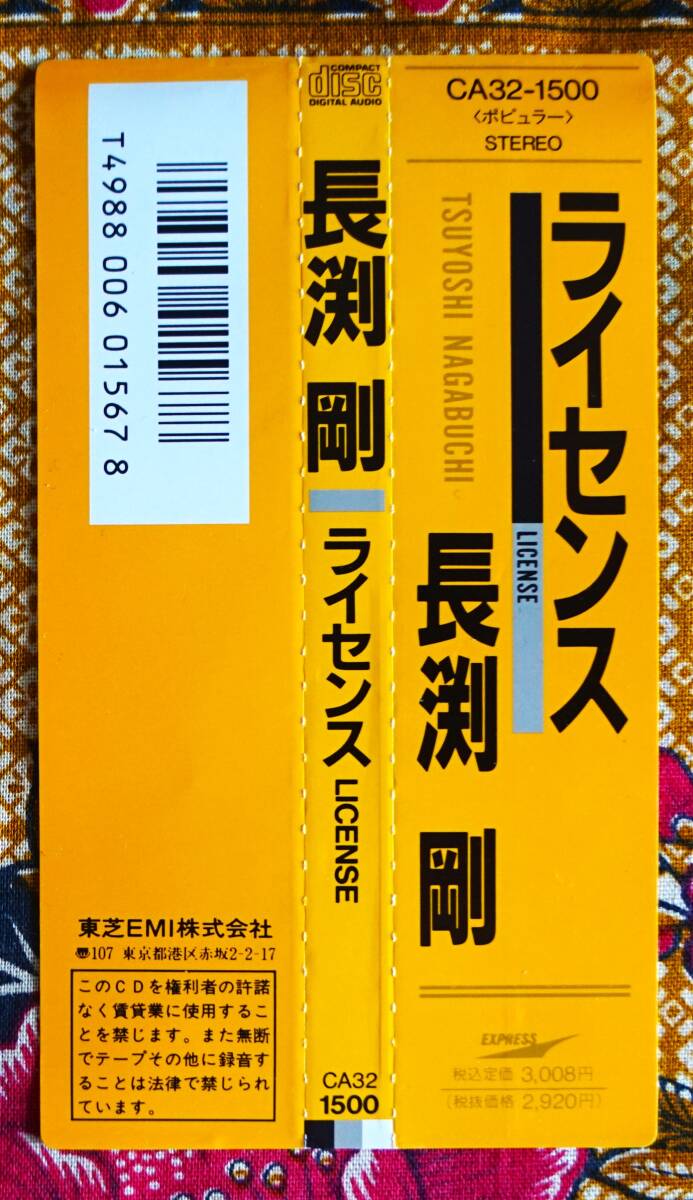 CA32-1500
〈ポピュラー〉
STEREO
ライセンス
LICENSE
TSUYOSHI NAGABUCHI
長渕 剛
EXPRESS
税込定価 3,008円
(税抜価格 2,920円)
COMPACT
disc
DIGITAL AUDIO
長渕 剛
ライセンス LICENSE
CA32
1500
T4988 006 01567 8
東芝EMI株式会社
〠107 東京都港区赤坂2-2-17
このCDを権利者の許諾
なく賃貸業に使用するこ
とを禁じます。また無断
でテープその他に録音す
ることは法律で禁じられ
ています。